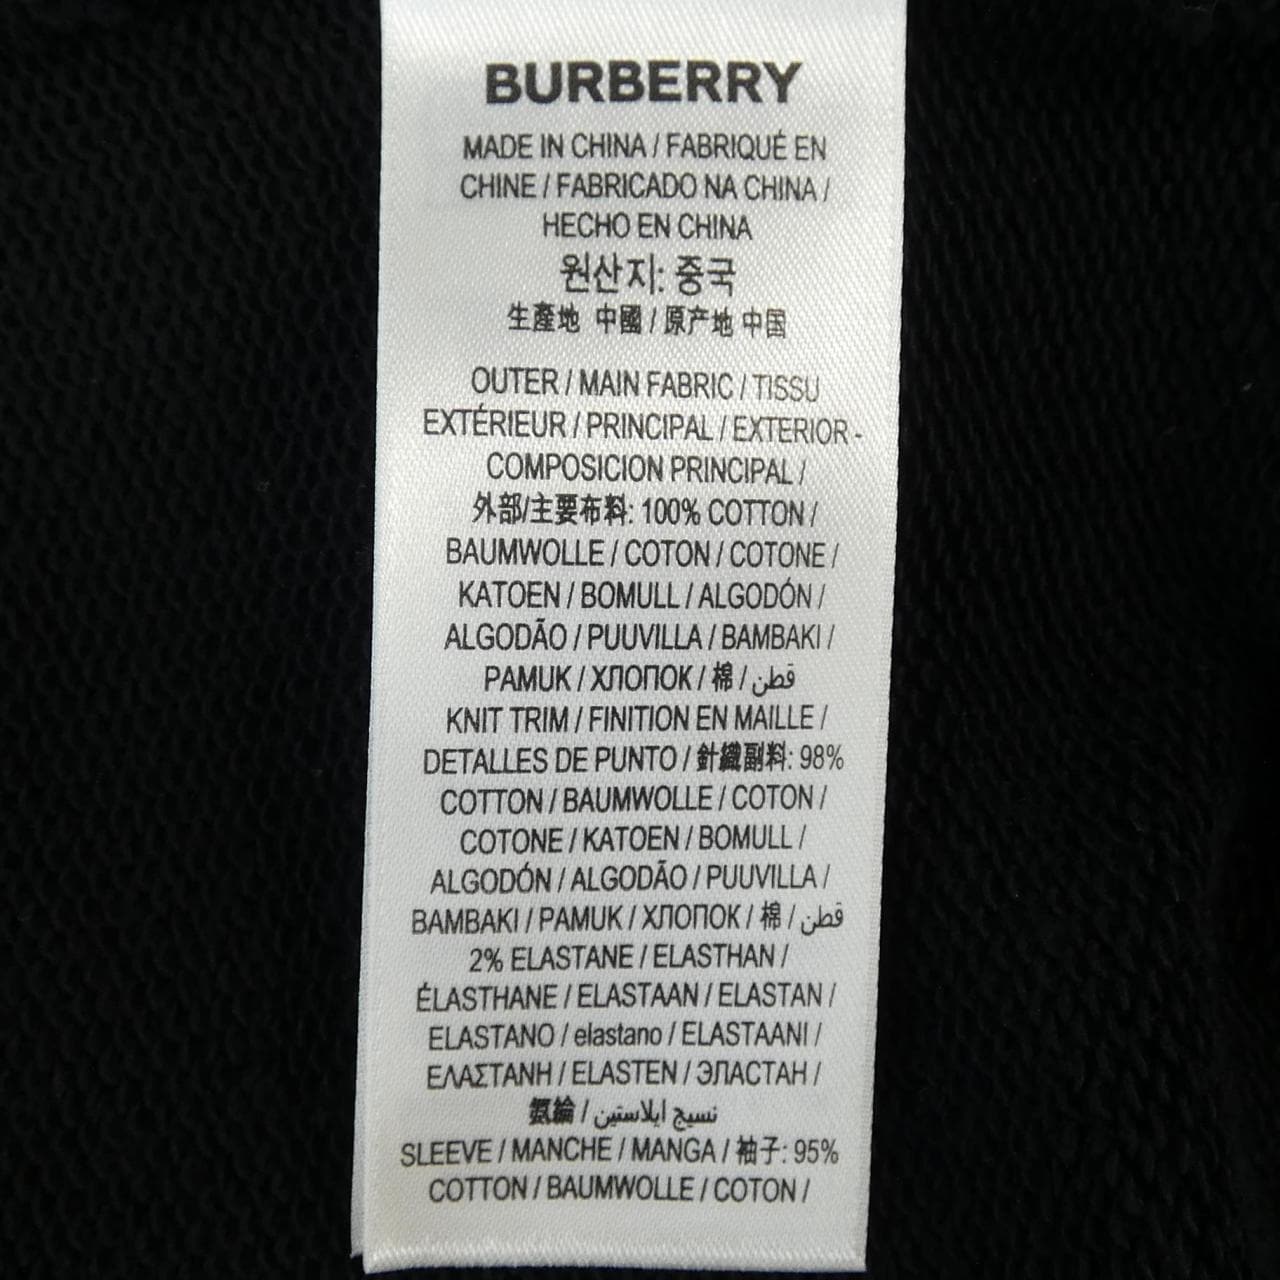 BURBERRY
MADE IN CHINA / FABRIQUÉ EN
CHINE / FABRICADO NA CHINA /
HECHO EN CHINA
원산지: 중국
生產地 中國 / 原产地 中国
OUTER / MAIN FABRIC / TISSU
EXTÉRIEUR / PRINCIPAL / EXTERIOR -
COMPOSICION PRINCIPAL /
外部/主要布料: 100% COTTON /
BAUMWOLLE / COTON / COTONE /
KATOEN / BOMULL / ALGODÓN /
ALGODÃO / PUUVILLA / BAMBAKI /
PAMUK / ХЛОПОК / 棉 / قطن
KNIT TRIM / FINITION EN MAILLE /
DETALLES DE PUNTO / 針織副料: 98%
COTTON / BAUMWOLLE / COTON /
COTONE / KATOEN / BOMULL /
ALGODÓN / ALGODÃO / PUUVILLA /
BAMBAKI / PAMUK / ХЛОПОК / 棉 / قطن
2% ELASTANE / ELASTHAN /
ÉLASTHANE / ELASTAAN / ELASTAN /
ELASTANO / elastano / ELASTAANI /
ΕΛΑΣΤΑΝΗ / ELASTEN / ЭЛАСТАН /
氨綸 / نسيج ايلاستين
SLEEVE / MANCHE / MANGA / 袖子: 95%
COTTON / BAUMWOLLE / COTON /